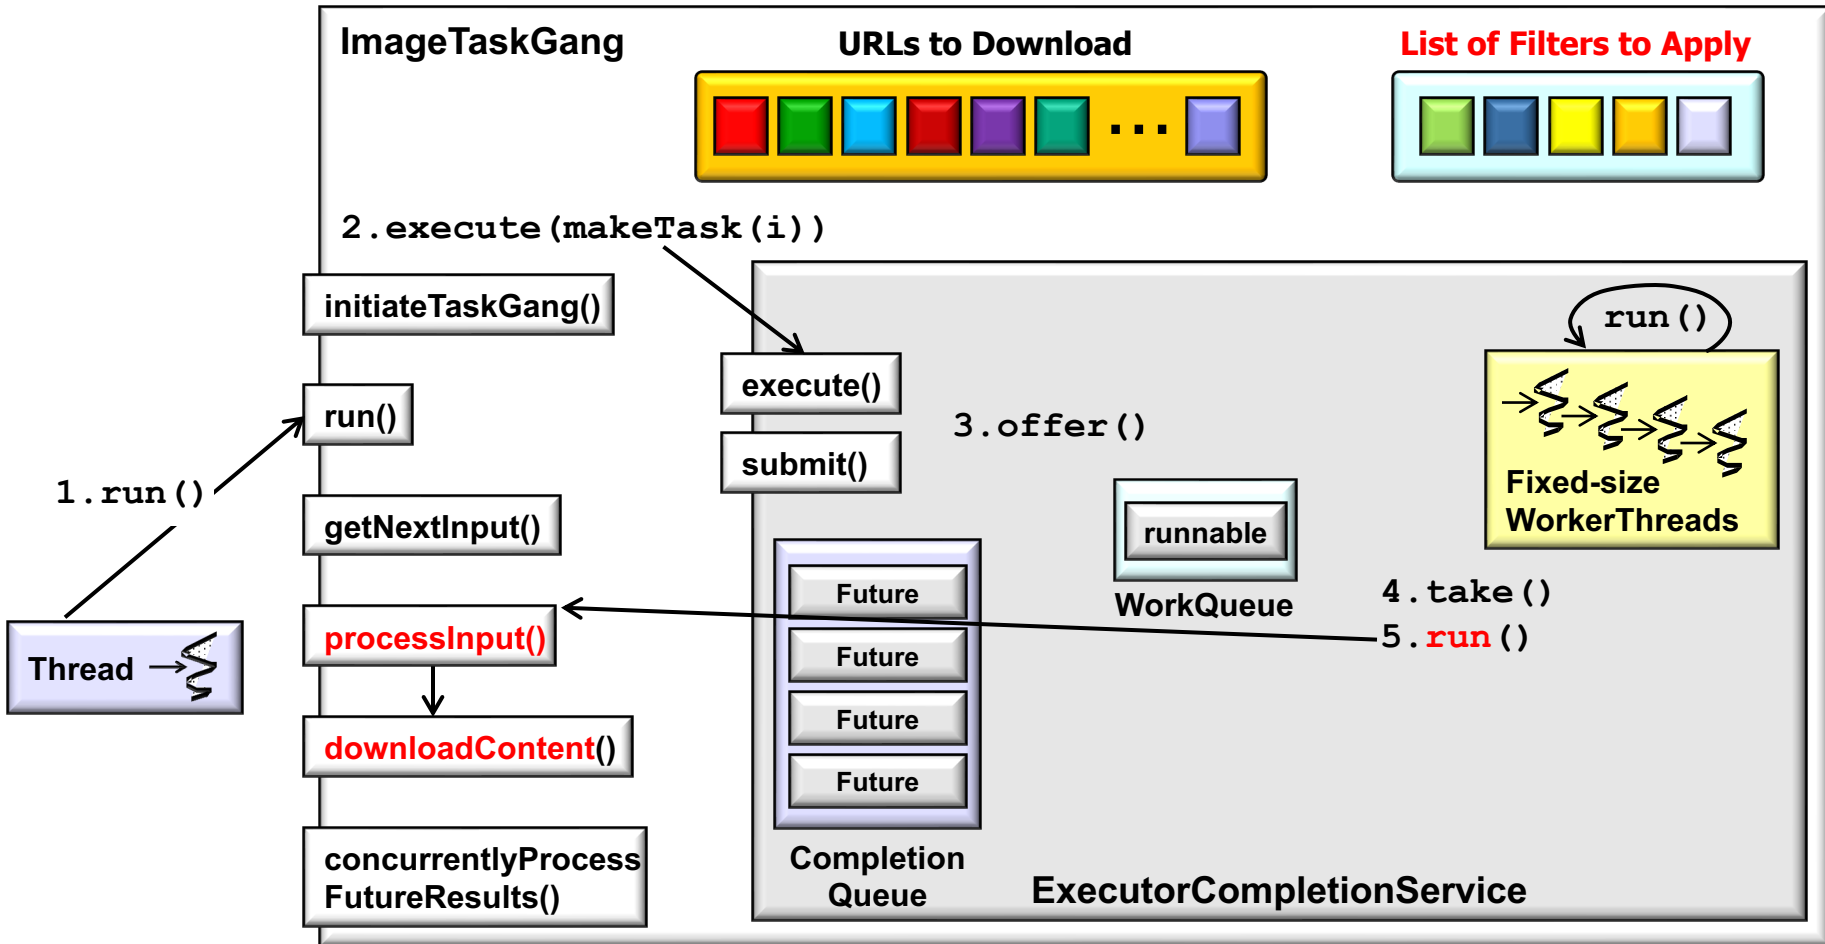 ImageTaskGang
URLs to Download
List of Filters to Apply
...
2.execute(makeTask(i))
initiateTaskGang()
run()
execute()
run()
3.offer()
submit()
Fixed-size
WorkerThreads
1.run()
getNextInput()
runnable
WorkQueue
Future
4.take()
processInput()
5.run()
Future
Thread
Future
downloadContent()
Future
concurrentlyProcess
FutureResults()
Completion
Queue
ExecutorCompletionService